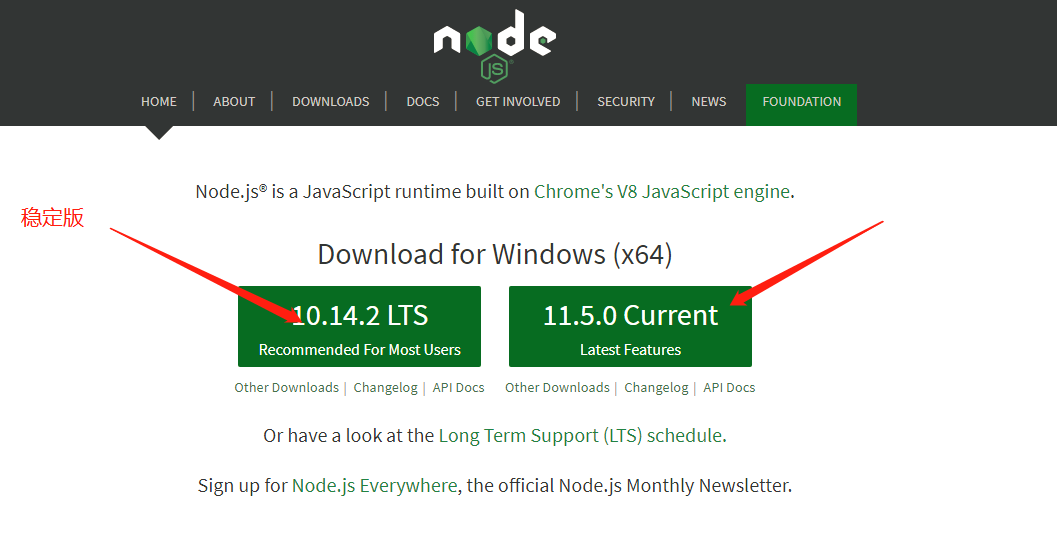 node
JS
HOME | ABOUT | DOWNLOADS | DOCS | GET INVOLVED | SECURITY | NEWS FOUNDATION
Node.js® is a JavaScript runtime built on Chrome's V8 JavaScript engine.
稳定版
Download for Windows (x64)
10.14.2 LTS
Recommended For Most Users
11.5.0 Current
Latest Features
Other Downloads | Changelog | API Docs
Other Downloads | Changelog | API Docs
Or have a look at the Long Term Support (LTS) schedule.
Sign up for Node.js Everywhere, the official Node.js Monthly Newsletter.